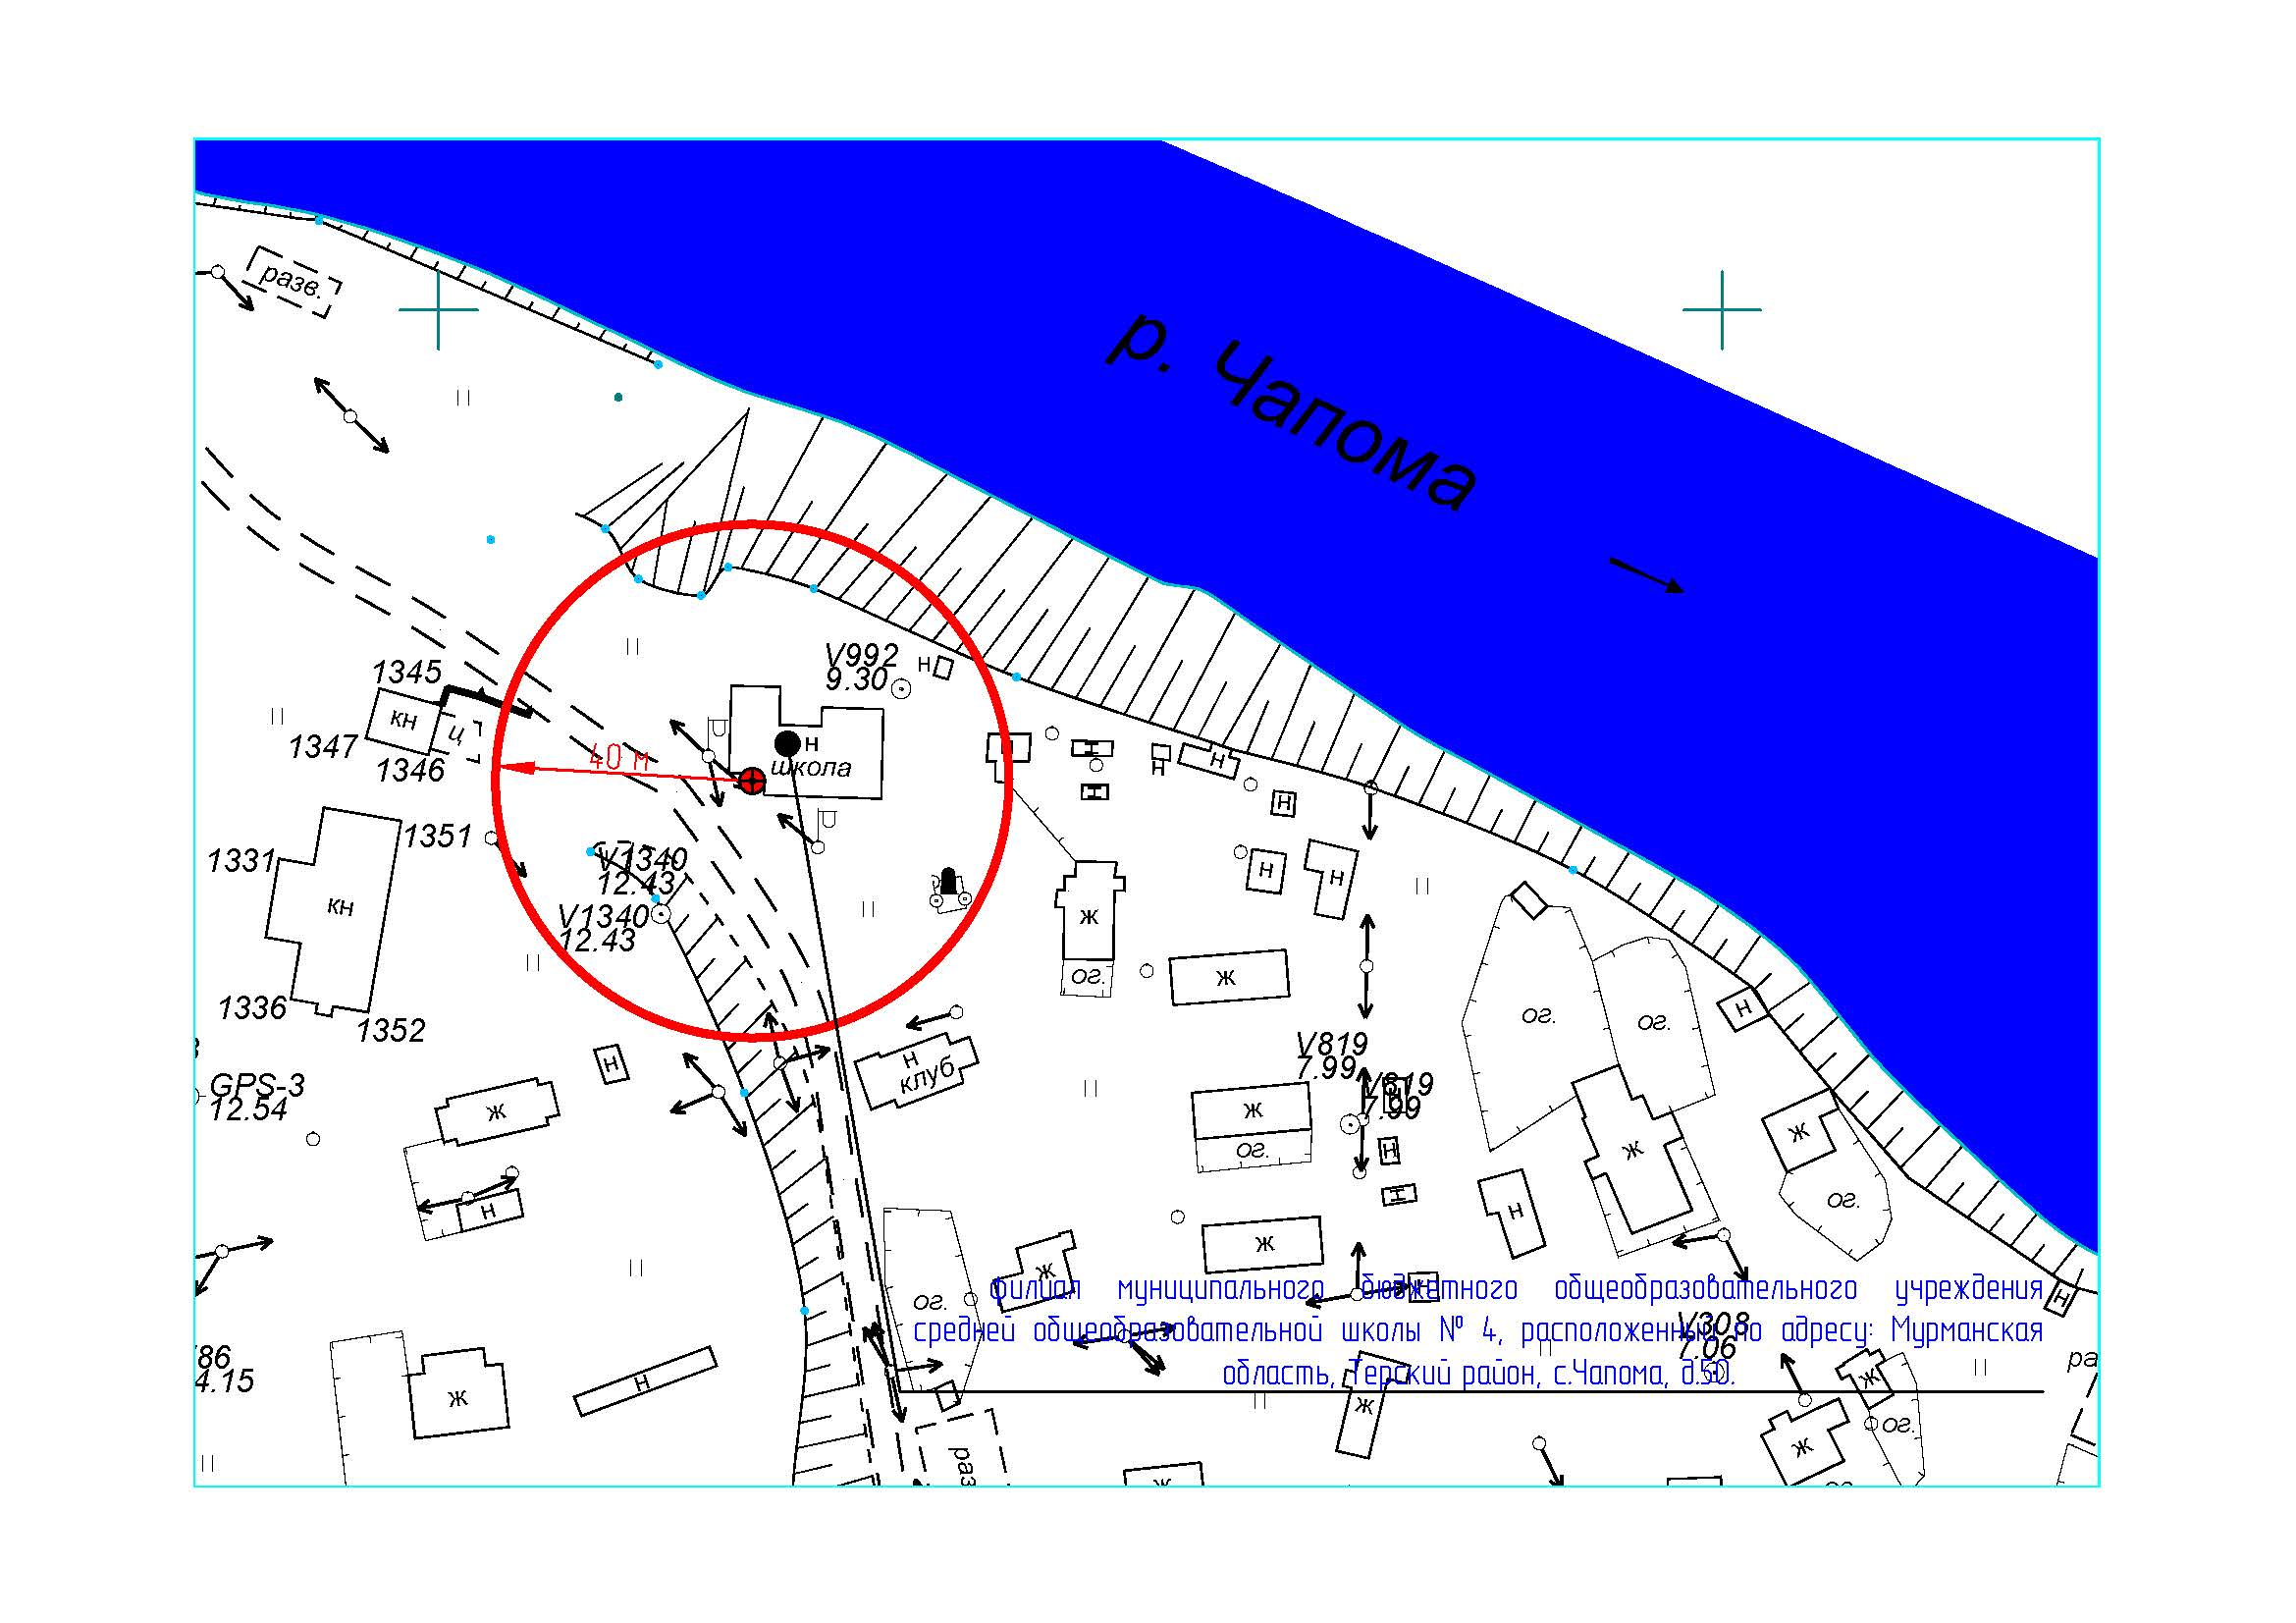 разв.
р. Чапома
V992
9.30
н
1345
кн
ц
1347
1346
н
школа
40 м
н
н
н
н
н
1351
1331
V1340
12.43
кн
V1340
12.43
н
н
ж
ог.
ж
1336
1352
ог.
ог.
н
V819
7.99
V819
7.99
н
клуб
н
GPS-3
12.54
ж
ж
ог.
н
ж
ж
ог.
н
н
н
ж
ж
ог.
н
н
филиал муниципального бюджетного общеобразовательного учреждения
средней общеобразовательной школы № 4, расположенный по адресу: Мурманская
область, Терский район, с.Чапома, д.50.
V308
7.06
86
4.15
ра
ж
н
ж
ж
ж
ог.
раз
ж